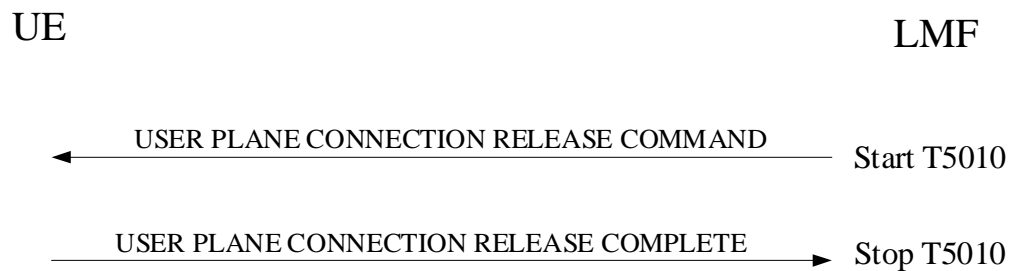 UE
LMF
USER PLANE CONNECTION RELEASE COMMAND
Start T5010
USER PLANE CONNECTION RELEASE COMPLETE
Stop T5010